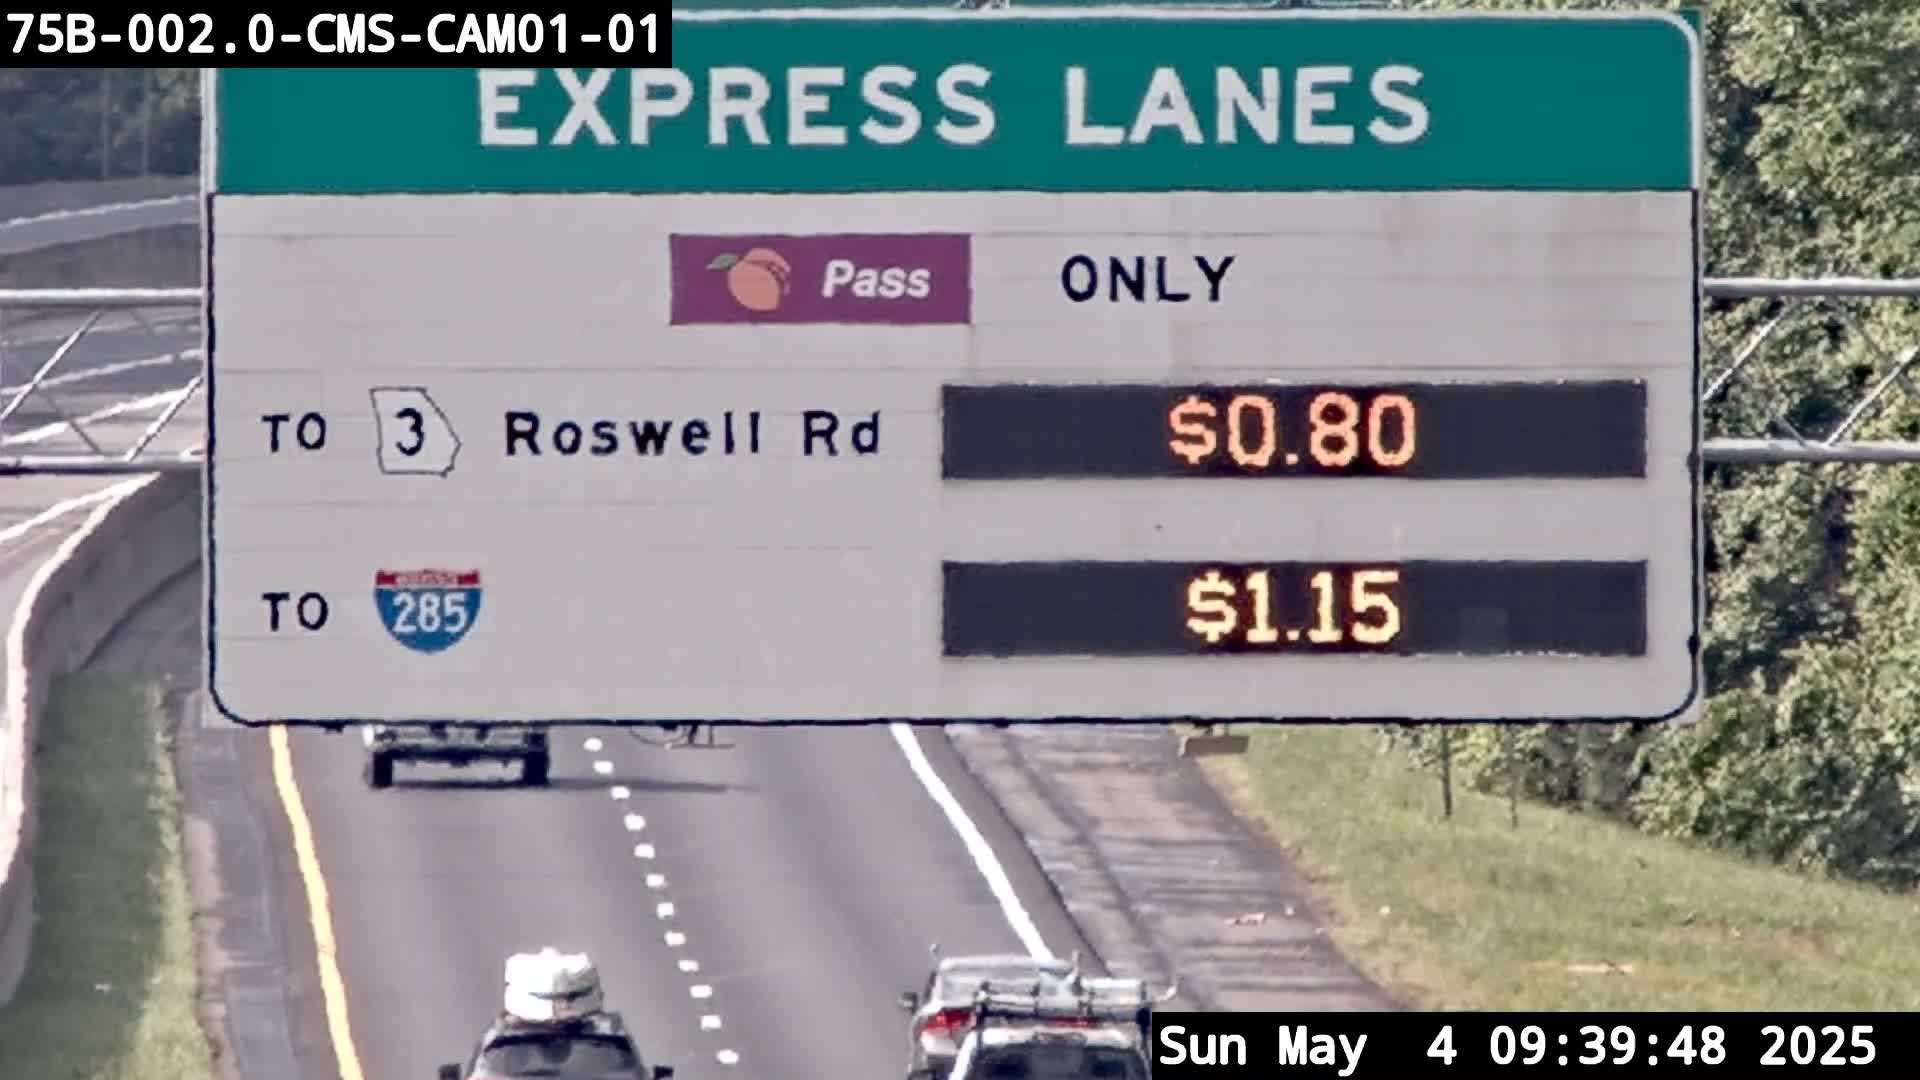 75B-002.0-CMS-CAM01-01
EXPRESS LANES
Pass ONLY
TO 3 Roswell Rd $0.80
TO 285 $1.15
Sun May 4 09:39:48 2025